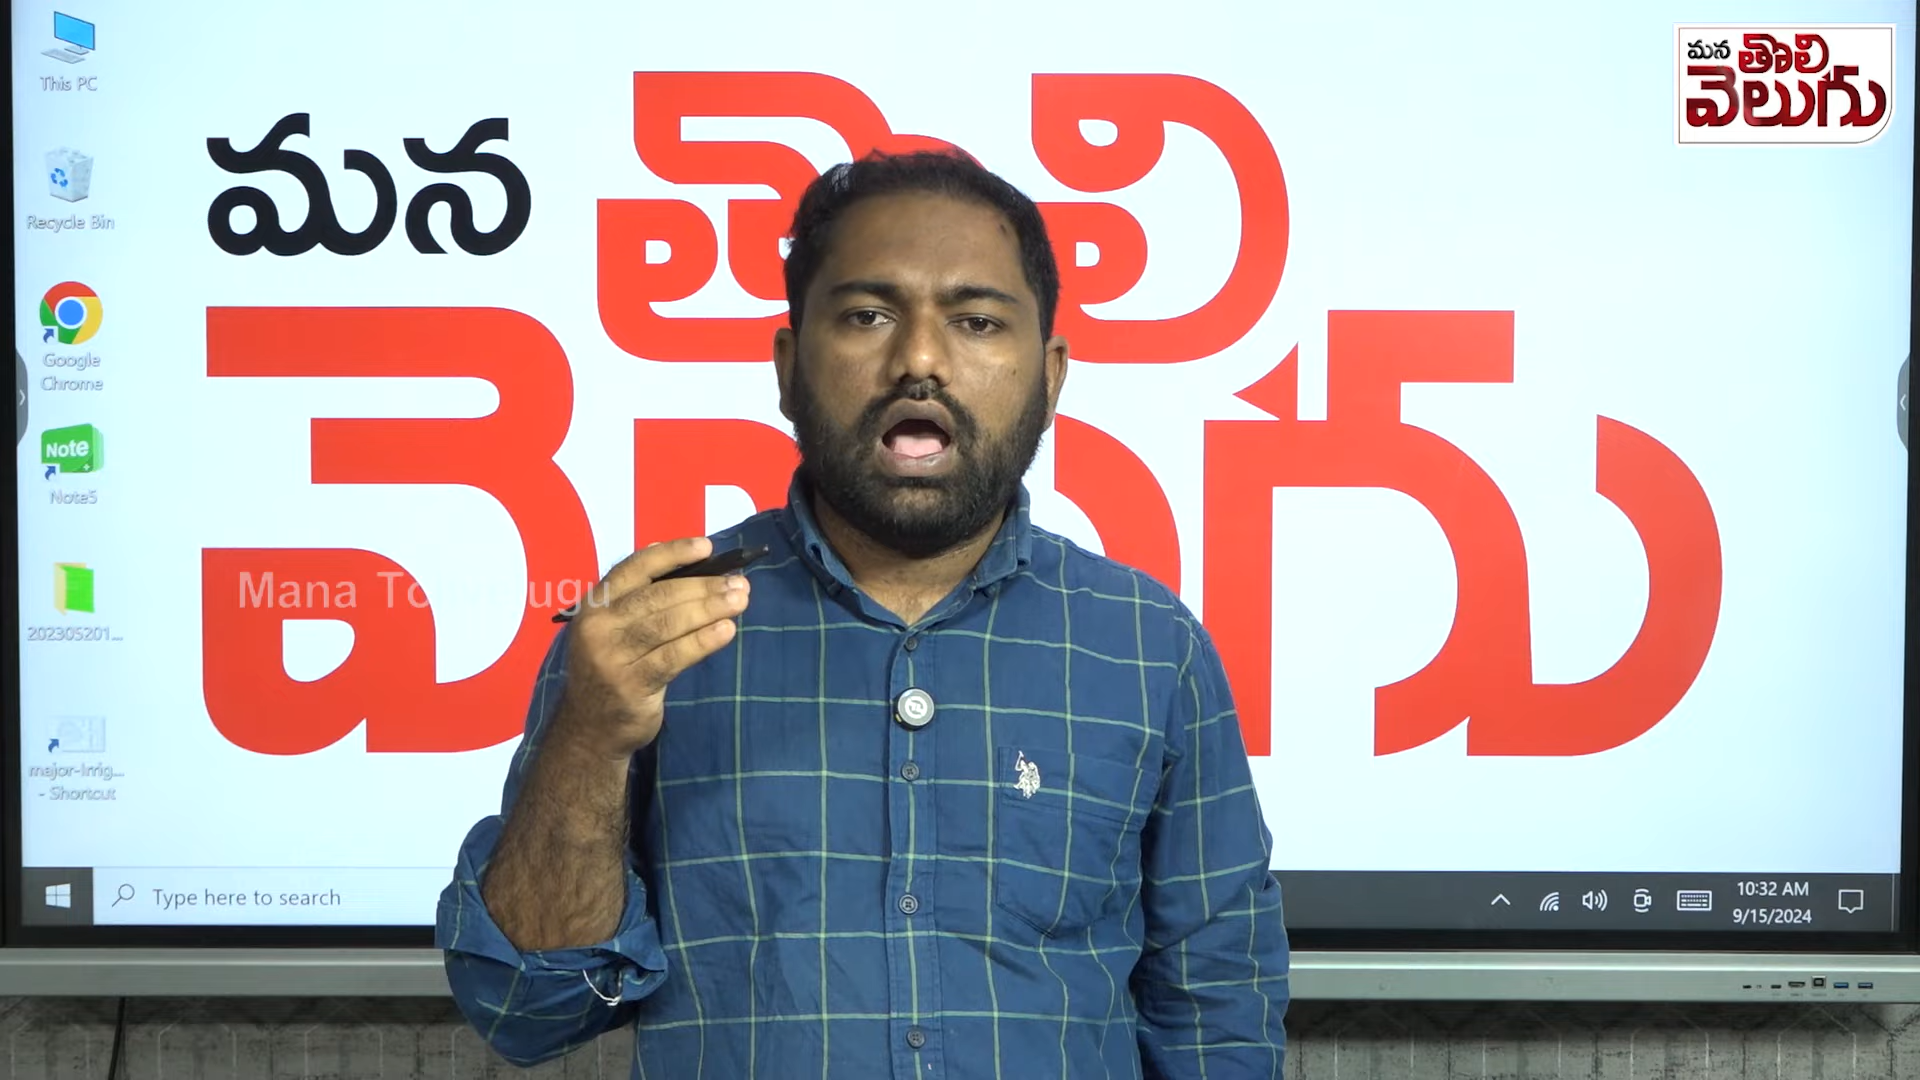 This PC
Recycle Bin
Google
Chrome
Note
Note5
202305201...
major-Irrig...
- Shortcut
మన తొలి
వెలుగు
మన తొలి
వెలుగు
Type here to search
10:32 AM
9/15/2024